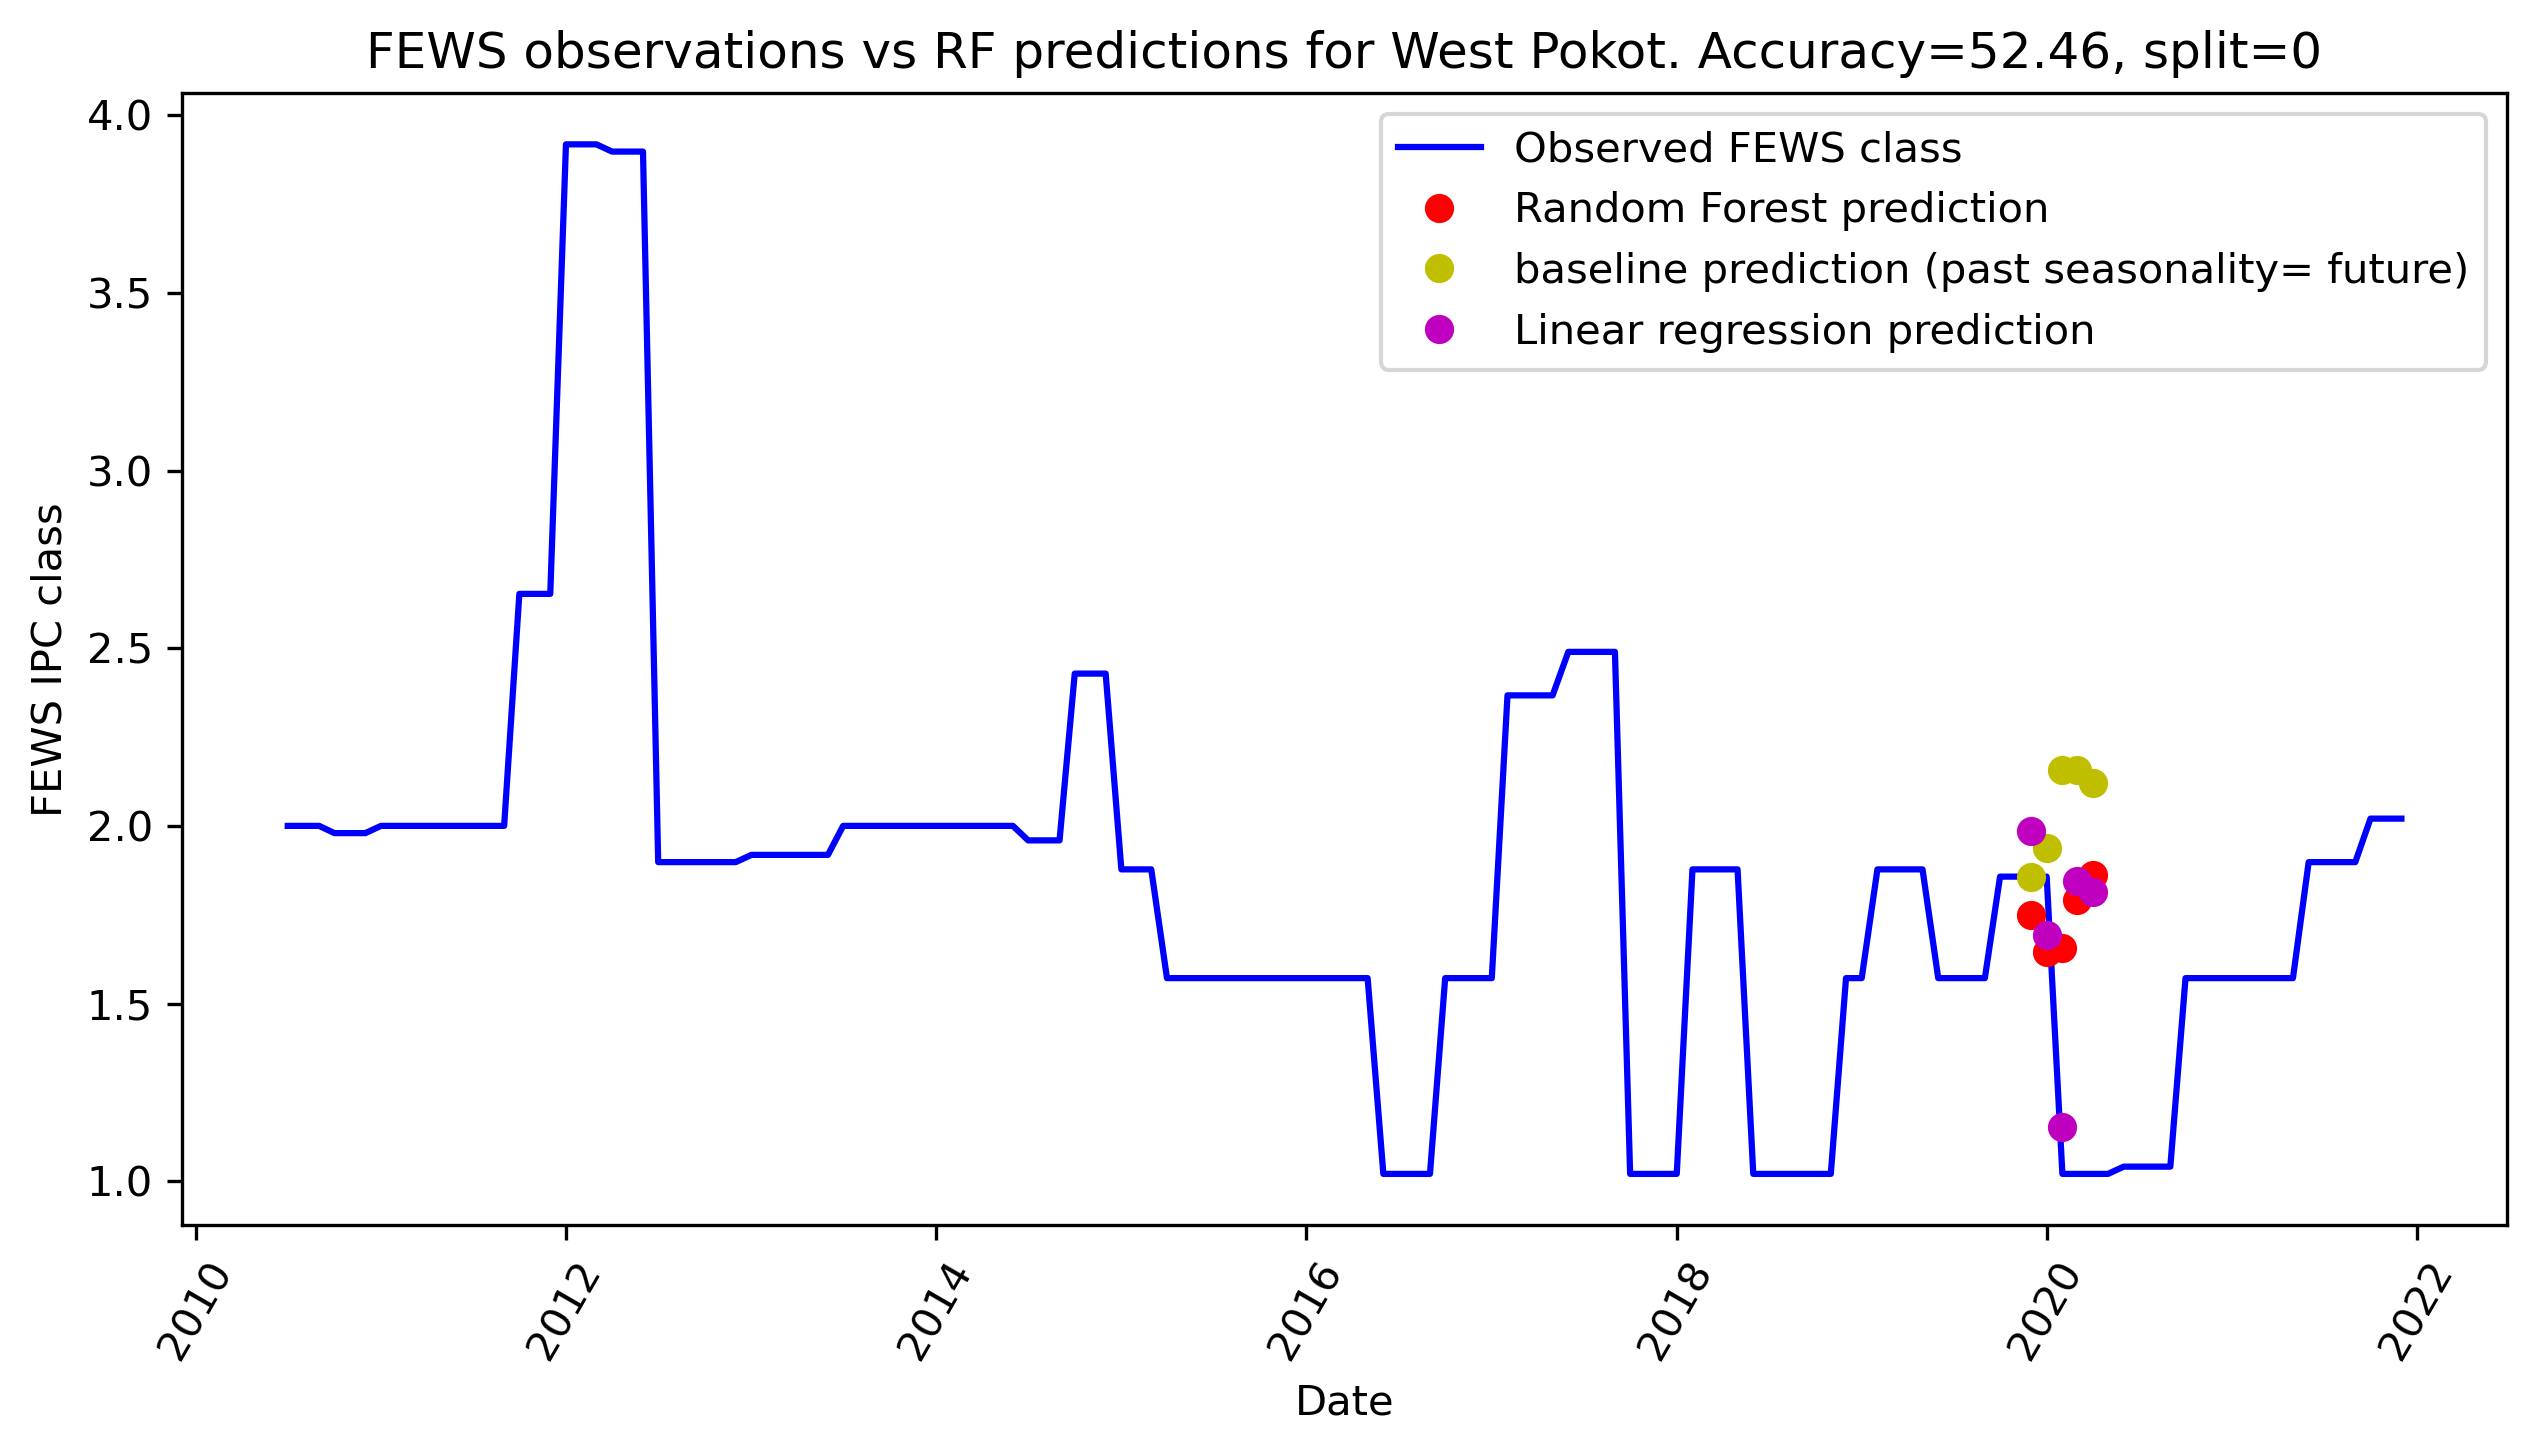 FEWS observations vs RF predictions for West Pokot. Accuracy=52.46, split=0
Observed FEWS class
Random Forest prediction
baseline prediction (past seasonality= future)
Linear regression prediction
FEWS IPC class
4.0
3.5
3.0
2.5
2.0
1.5
1.0
2010
2012
2014
2016
2018
2020
2022
Date